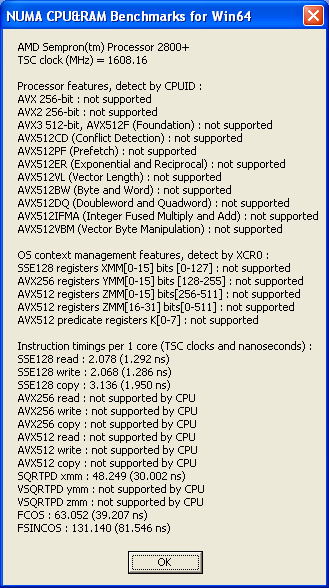 NUMA CPU&RAM Benchmarks for Win64
AMD Sempron(tm) Processor 2800+
TSC clock (MHz) = 1608.16
Processor features, detect by CPUID :
AVX 256-bit : not supported
AVX2 256-bit : not supported
AVX3 512-bit, AVX512F (Foundation) : not supported
AVX512CD (Conflict Detection) : not supported
AVX512PF (Prefetch) : not supported
AVX512ER (Exponential and Reciprocal) : not supported
AVX512VL (Vector Length) : not supported
AVX512BW (Byte and Word) : not supported
AVX512DQ (Doubleword and Quadword) : not supported
AVX512IFMA (Integer Fused Multiply and Add) : not supported
AVX512VBM (Vector Byte Manipulation) : not supported
OS context management features, detect by XCR0 :
SSE128 registers XMM[0-15] bits [0-127] : not supported
AVX256 registers YMM[0-15] bits [128-255] : not supported
AVX512 registers ZMM[0-15] bits[256-511] : not supported
AVX512 registers ZMM[16-31] bits[0-511] : not supported
AVX512 predicate registers K[0-7] : not supported
Instruction timings per 1 core (TSC clocks and nanoseconds) :
SSE128 read : 2.078 (1.292 ns)
SSE128 write : 2.068 (1.286 ns)
SSE128 copy : 3.136 (1.950 ns)
AVX256 read : not supported by CPU
AVX256 write : not supported by CPU
AVX256 copy : not supported by CPU
AVX512 read : not supported by CPU
AVX512 write : not supported by CPU
AVX512 copy : not supported by CPU
SQRTPD xmm : 48.249 (30.002 ns)
VSQRTPD ymm : not supported by CPU
VSQRTPD zmm : not supported by CPU
FCOS : 63.052 (39.207 ns)
FSINCOS : 131.140 (81.546 ns)
OK